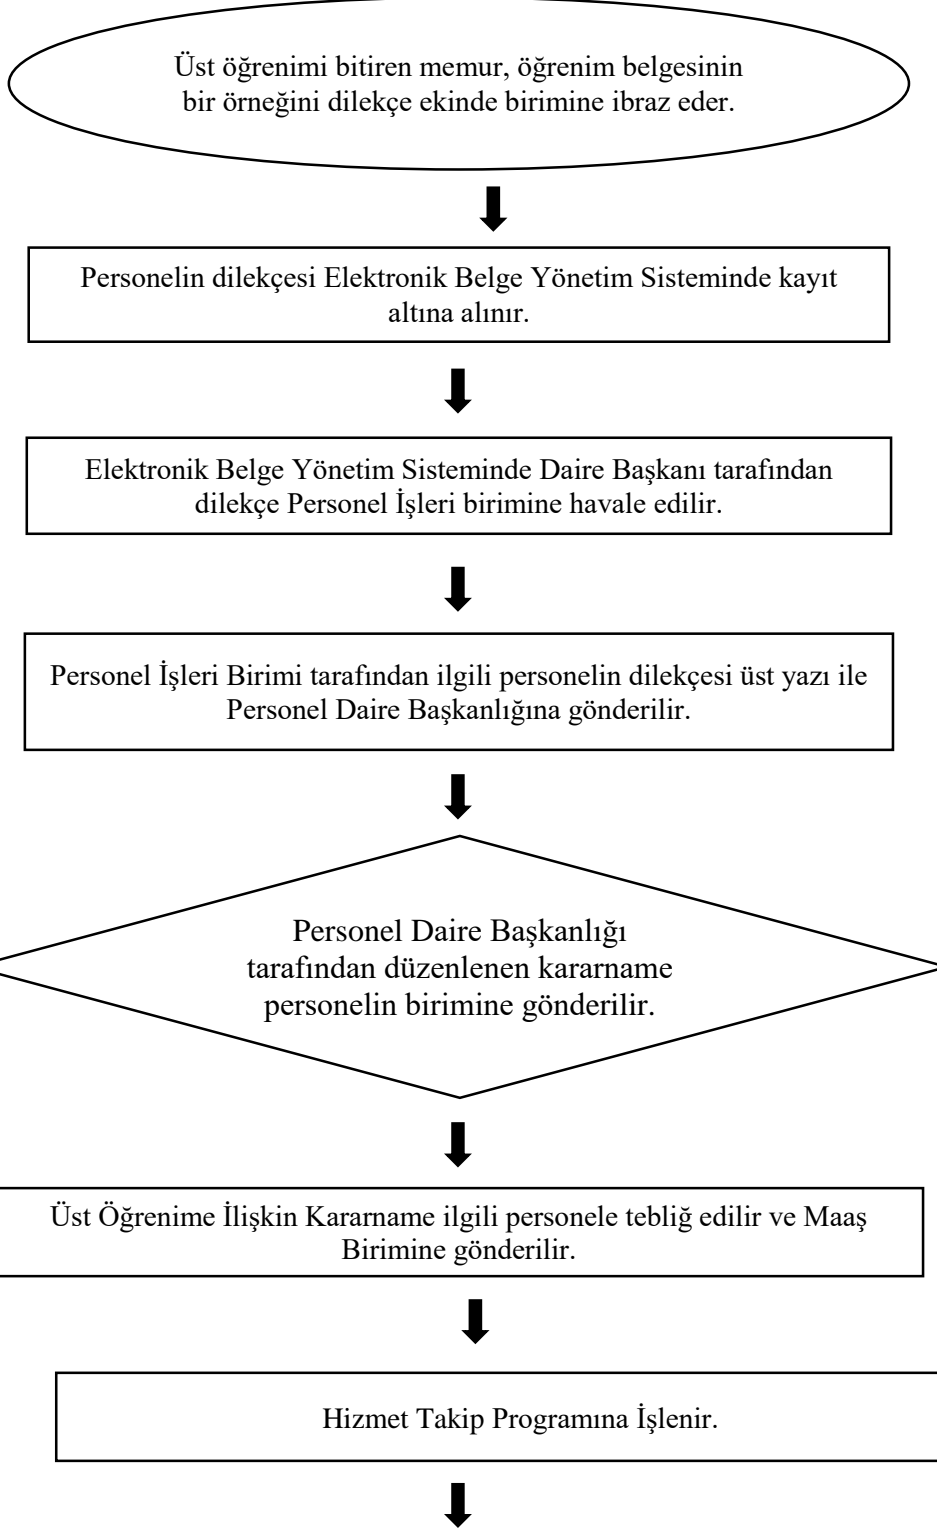 Üst öğrenimi bitiren memur, öğrenim belgesinin
bir örneğini dilekçe ekinde birimine ibraz eder.
Personelin dilekçesi Elektronik Belge Yönetim Sisteminde kayıt
altına alınır.
Elektronik Belge Yönetim Sisteminde Daire Başkanı tarafından
dilekçe Personel İşleri birimine havale edilir.
Personel İşleri Birimi tarafından ilgili personelin dilekçesi üst yazı ile
Personel Daire Başkanlığına gönderilir.
Personel Daire Başkanlığı
tarafından düzenlenen kararname
personelin birimine gönderilir.
Üst Öğrenime İlişkin Kararname ilgili personele tebliğ edilir ve Maaş
Birimine gönderilir.
Hizmet Takip Programına İşlenir.